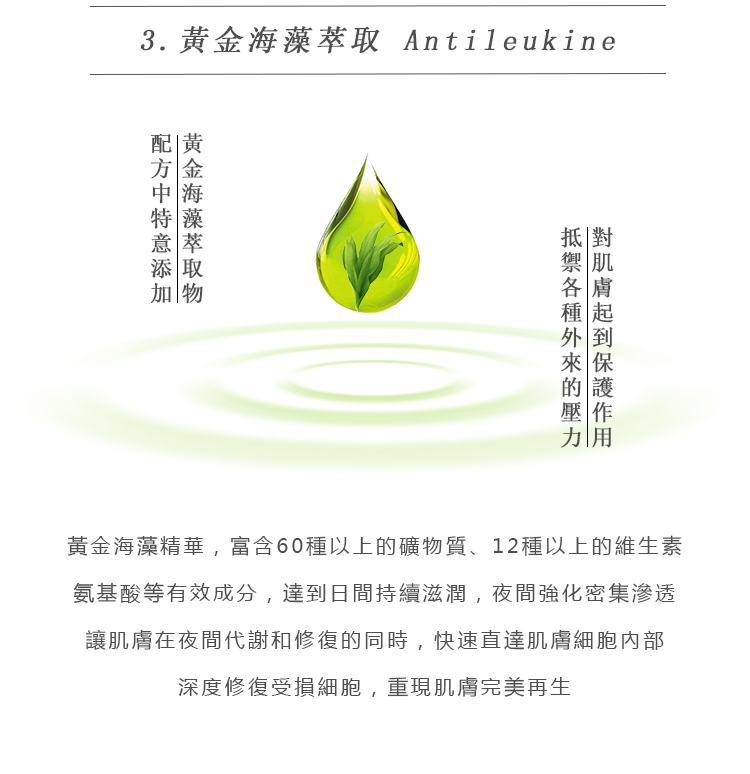 3.黃金海藻萃取 Antileukine
黃金海藻萃取物
配方中特意添加
對肌膚起到保護作用
抵禦各種外來的壓力
黃金海藻精華，富含60種以上的礦物質、12種以上的維生素
氨基酸等有效成分，達到日間持續滋潤，夜間強化密集滲透
讓肌膚在夜間代謝和修復的同時，快速直達肌膚細胞內部
深度修復受損細胞，重現肌膚完美再生